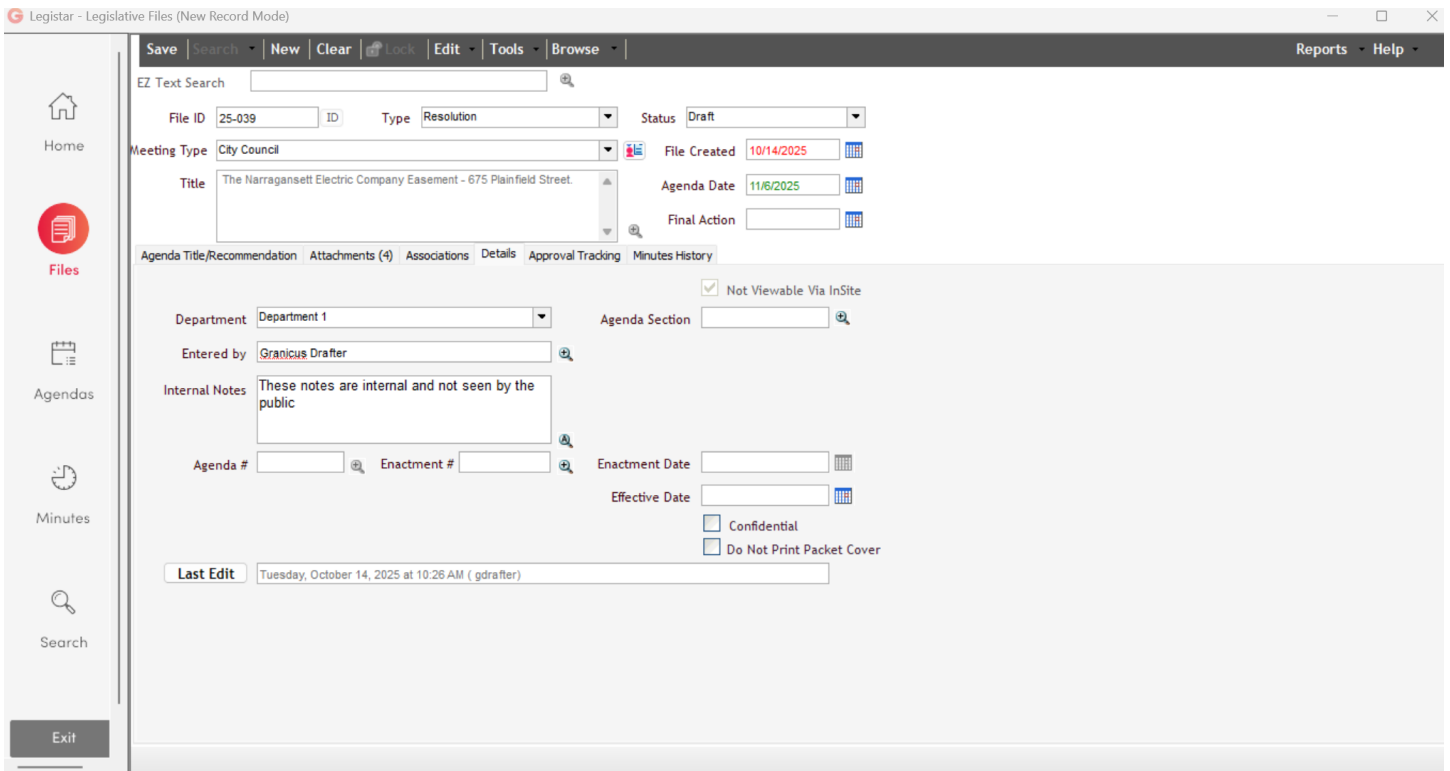 Legistar - Legislative Files (New Record Mode)
Save Search New Clear Lock Edit Tools Browse Reports Help
EZ Text Search
File ID 25-039 ID Type Resolution Status Draft
Meeting Type City Council File Created 10/14/2025
Title The Narragansett Electric Company Easement - 675 Plainfield Street. Agenda Date 11/6/2025
Final Action
Agenda Title/Recommendation Attachments (4) Associations Details Approval Tracking Minutes History
Not Viewable Via InSite
Department Department 1 Agenda Section
Entered by Granicus Drafter
Internal Notes These notes are internal and not seen by the
public
Agenda # Enactment # Enactment Date
Effective Date
Confidential
Do Not Print Packet Cover
Last Edit Tuesday, October 14, 2025 at 10:26 AM ( gdrafter)
Home
Files
Agendas
Minutes
Search
Exit